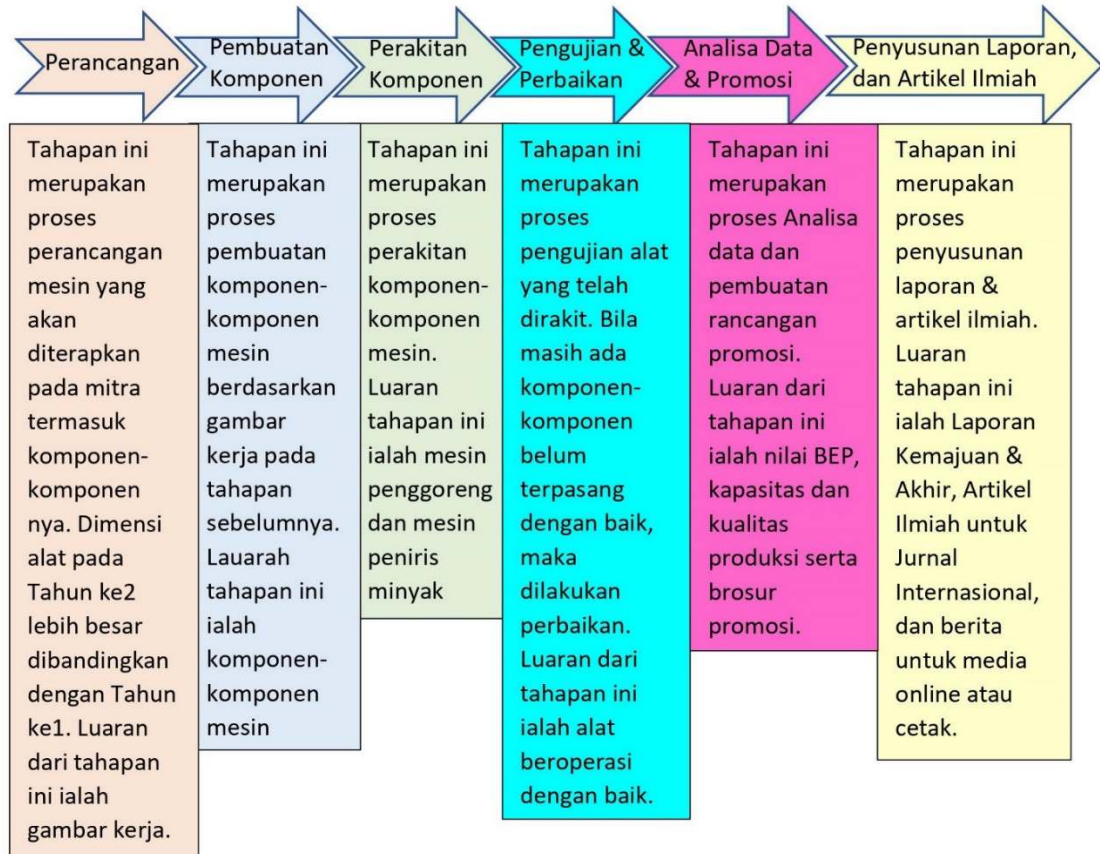 Perancangan
Pembuatan
Komponen
Perakitan
Komponen
Pengujian &
Perbaikan
Analisa Data
& Promosi
Penyusunan Laporan,
dan Artikel Ilmiah
Tahapan ini
merupakan
proses
perancangan
mesin yang
akan
diterapkan
pada mitra
termasuk
komponen-
komponen
nya. Dimensi
alat pada
Tahun ke2
lebih besar
dibandingkan
dengan Tahun
ke1. Luaran
dari tahapan
ini ialah
gambar kerja.
Tahapan ini
merupakan
proses
pembuatan
komponen-
komponen
mesin
berdasarkan
gambar
kerja pada
tahapan
sebelumnya.
Lauarah
tahapan ini
ialah
komponen-
komponen
mesin
Tahapan ini
merupakan
proses
perakitan
komponen-
komponen
mesin.
Luaran
tahapan ini
ialah mesin
penggoreng
dan mesin
peniris
minyak
Tahapan ini
merupakan
proses
pengujian alat
yang telah
dirakit. Bila
masih ada
komponen-
komponen
belum
terpasang
dengan baik,
maka
dilakukan
perbaikan.
Luaran dari
tahapan ini
ialah alat
beroperasi
dengan baik.
Tahapan ini
merupakan
proses Analisa
data dan
pembuatan
rancangan
promosi.
Luaran dari
tahapan ini
ialah nilai BEP,
kapasitas dan
kualitas
produksi serta
brosur
promosi.
Tahapan ini
merupakan
proses
penyusunan
laporan &
artikel ilmiah.
Luaran
tahapan ini
ialah Laporan
Kemajuan &
Akhir, Artikel
Ilmiah untuk
Jurnal
Internasional,
dan berita
untuk media
online atau
cetak.